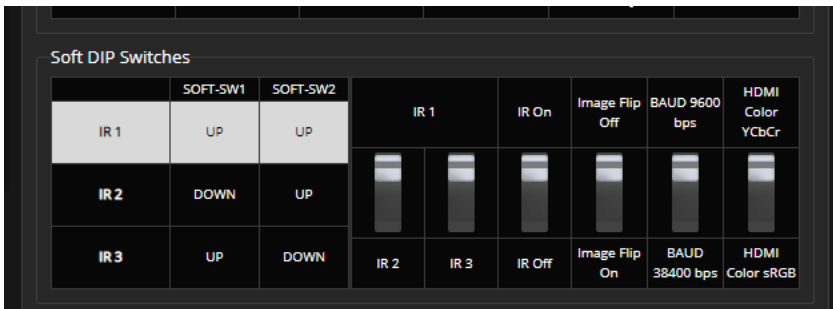 Soft DIP Switches
SOFT-SW1 SOFT-SW2
IR 1 UP UP
IR 2 DOWN UP
IR 3 UP DOWN
IR 1
IR On
Image Flip
Off
BAUD 9600
bps
HDMI
Color
YCbCr
IR 2
IR 3
IR Off
Image Flip
On
BAUD
38400 bps
HDMI
Color sRGB